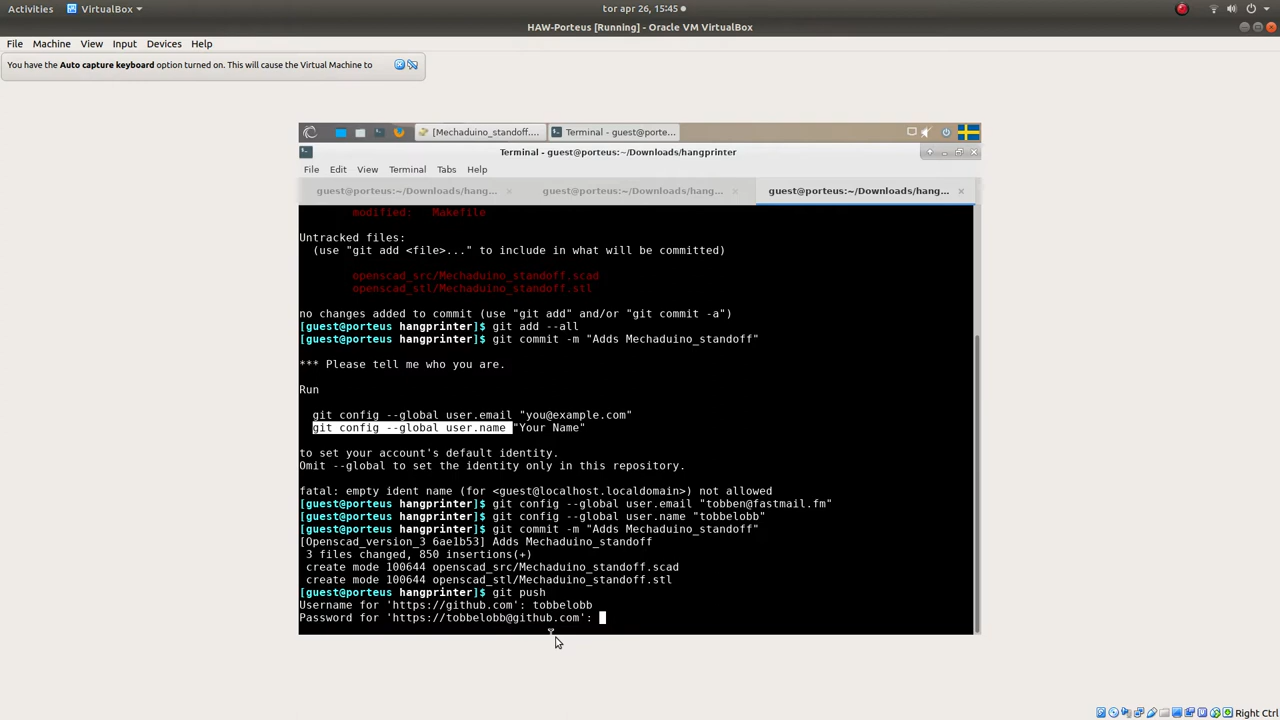 Activities
VirtualBox
tor apr 26, 15:45
HAW-Porteus [Running] - Oracle VM VirtualBox
File Machine View Input Devices Help
You have the Auto capture keyboard option turned on. This will cause the Virtual Machine to
[Mechaduino_standoff....
Terminal - guest@porte...
Terminal - guest@porteus:~/Downloads/hangprinter
File Edit View Terminal Tabs Help
guest@porteus:~/Downloads/hang...
guest@porteus:~/Downloads/hang...
guest@porteus:~/Downloads/hang...
modified: Makefile
Untracked files:
(use "git add <file>..." to include in what will be committed)
openscad_src/Mechaduino_standoff.scad
openscad_stl/Mechaduino_standoff.stl
no changes added to commit (use "git add" and/or "git commit -a")
[guest@porteus hangprinter]$ git add --all
[guest@porteus hangprinter]$ git commit -m "Adds Mechaduino_standoff"
*** Please tell me who you are.
Run
git config --global user.email "you@example.com"
git config --global user.name "Your Name"
to set your account's default identity.
Omit --global to set the identity only in this repository.
fatal: empty ident name (for <guest@localhost.localdomain>) not allowed
[guest@porteus hangprinter]$ git config --global user.email "tobben@fastmail.fm"
[guest@porteus hangprinter]$ git config --global user.name "tobbelobb"
[guest@porteus hangprinter]$ git commit -m "Adds Mechaduino_standoff"
[Openscad_version_3 6ae1b53] Adds Mechaduino_standoff
3 files changed, 850 insertions(+)
create mode 100644 openscad_src/Mechaduino_standoff.scad
create mode 100644 openscad_stl/Mechaduino_standoff.stl
[guest@porteus hangprinter]$ git push
Username for 'https://github.com': tobbelobb
Password for 'https://tobbelobb@github.com':
Right Ctrl